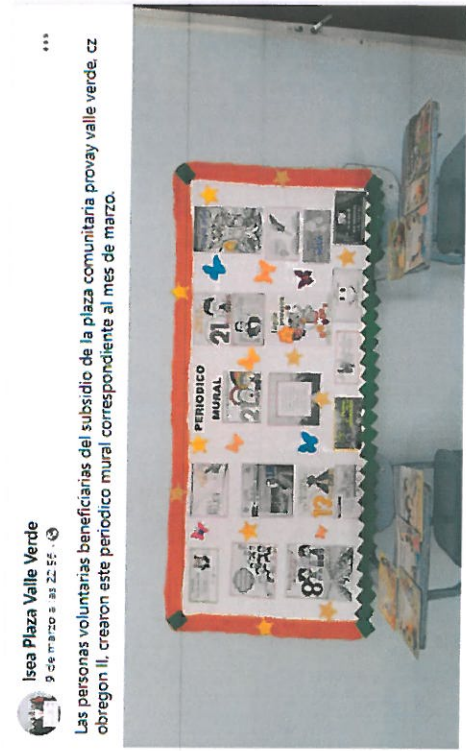 Isea Plaza Valle Verde
9 de marzo a las 22:56 ·
Las personas voluntarias beneficiarias del subsidio de la plaza comunitaria provay valle verde, cz
obregon II, crearon este periodico mural correspondiente al mes de marzo.
PERIODICO
MURAL
21
8
12